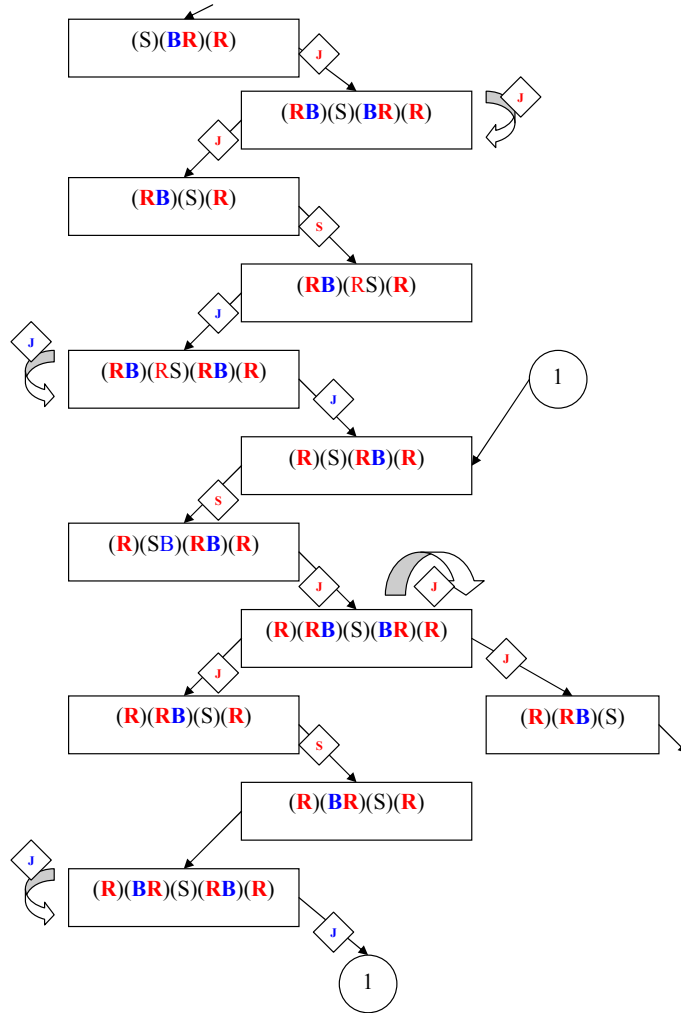 (S)(BR)(R)
J
(RB)(S)(BR)(R)
J
J
(RB)(S)(R)
S
(RB)(RS)(R)
J
J
(RB)(RS)(RB)(R)
J
1
(R)(S)(RB)(R)
S
(R)(SB)(RB)(R)
J
J
(R)(RB)(S)(BR)(R)
J
J
(R)(RB)(S)(R)
(R)(RB)(S)
S
(R)(BR)(S)(R)
J
(R)(BR)(S)(RB)(R)
J
1